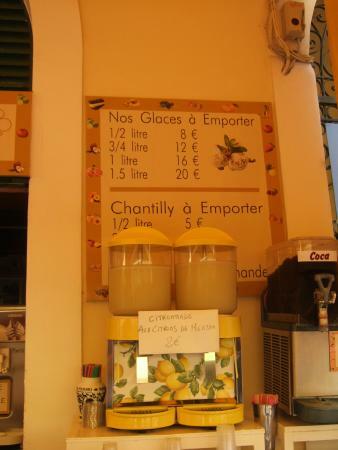 Nos Glaces à Emporter
1/2 litre 8 €
3/4 litre 12 €
1 litre 16 €
1.5 litre 20 €
Chantilly à Emporter
1/2 litre 5 €
mande
Coca
CITRONNADE
AUX CITRONS DE MENTON
2€